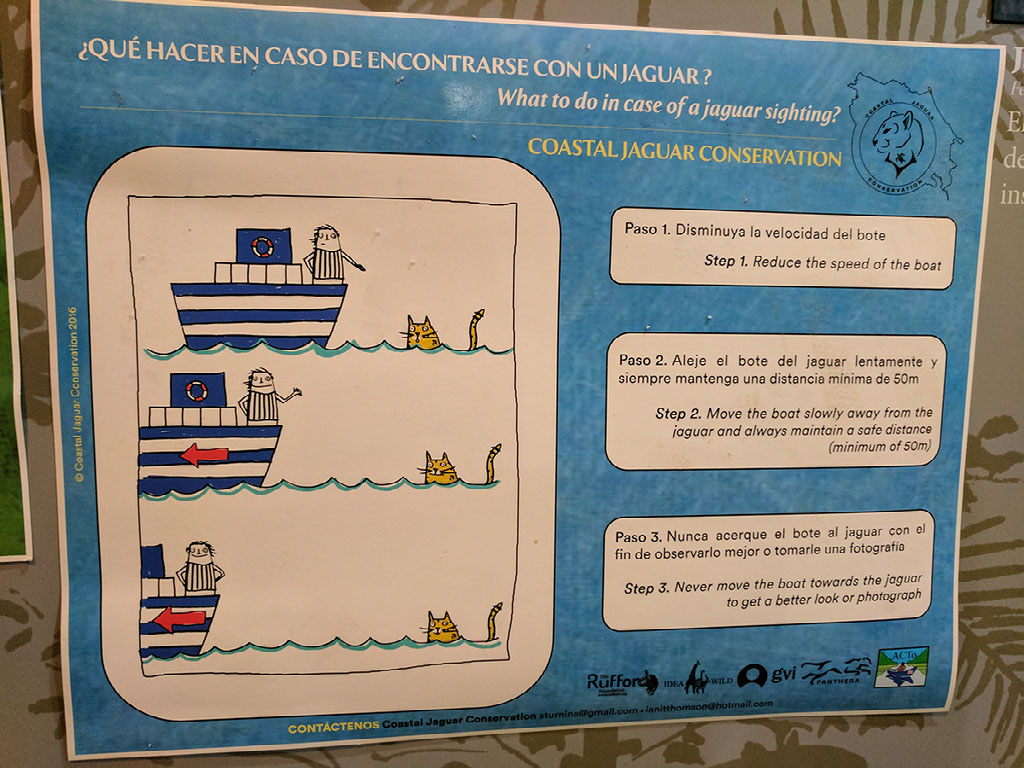 ¿QUÉ HACER EN CASO DE ENCONTRARSE CON UN JAGUAR ?
What to do in case of a jaguar sighting?
COASTAL JAGUAR CONSERVATION
COASTAL JAGUAR
CONSERVATION
Paso 1. Disminuya la velocidad del bote
Step 1. Reduce the speed of the boat
Paso 2. Aleje el bote del jaguar lentamente y
siempre mantenga una distancia mínima de 50m
Step 2. Move the boat slowly away from the
jaguar and always maintain a safe distance
(minimum of 50m)
Paso 3. Nunca acerque el bote al jaguar con el
fin de observarlo mejor o tomarle una fotografía
Step 3. Never move the boat towards the jaguar
to get a better look or photograph
© Coastal Jaguar Conservation 2016
Rufford
IDEA WILD
gvi
PANTHERA
ACTo
CONTÁCTENOS Coastal Jaguar Conservation sturnina@gmail.com - ianitthomson@hotmail.com